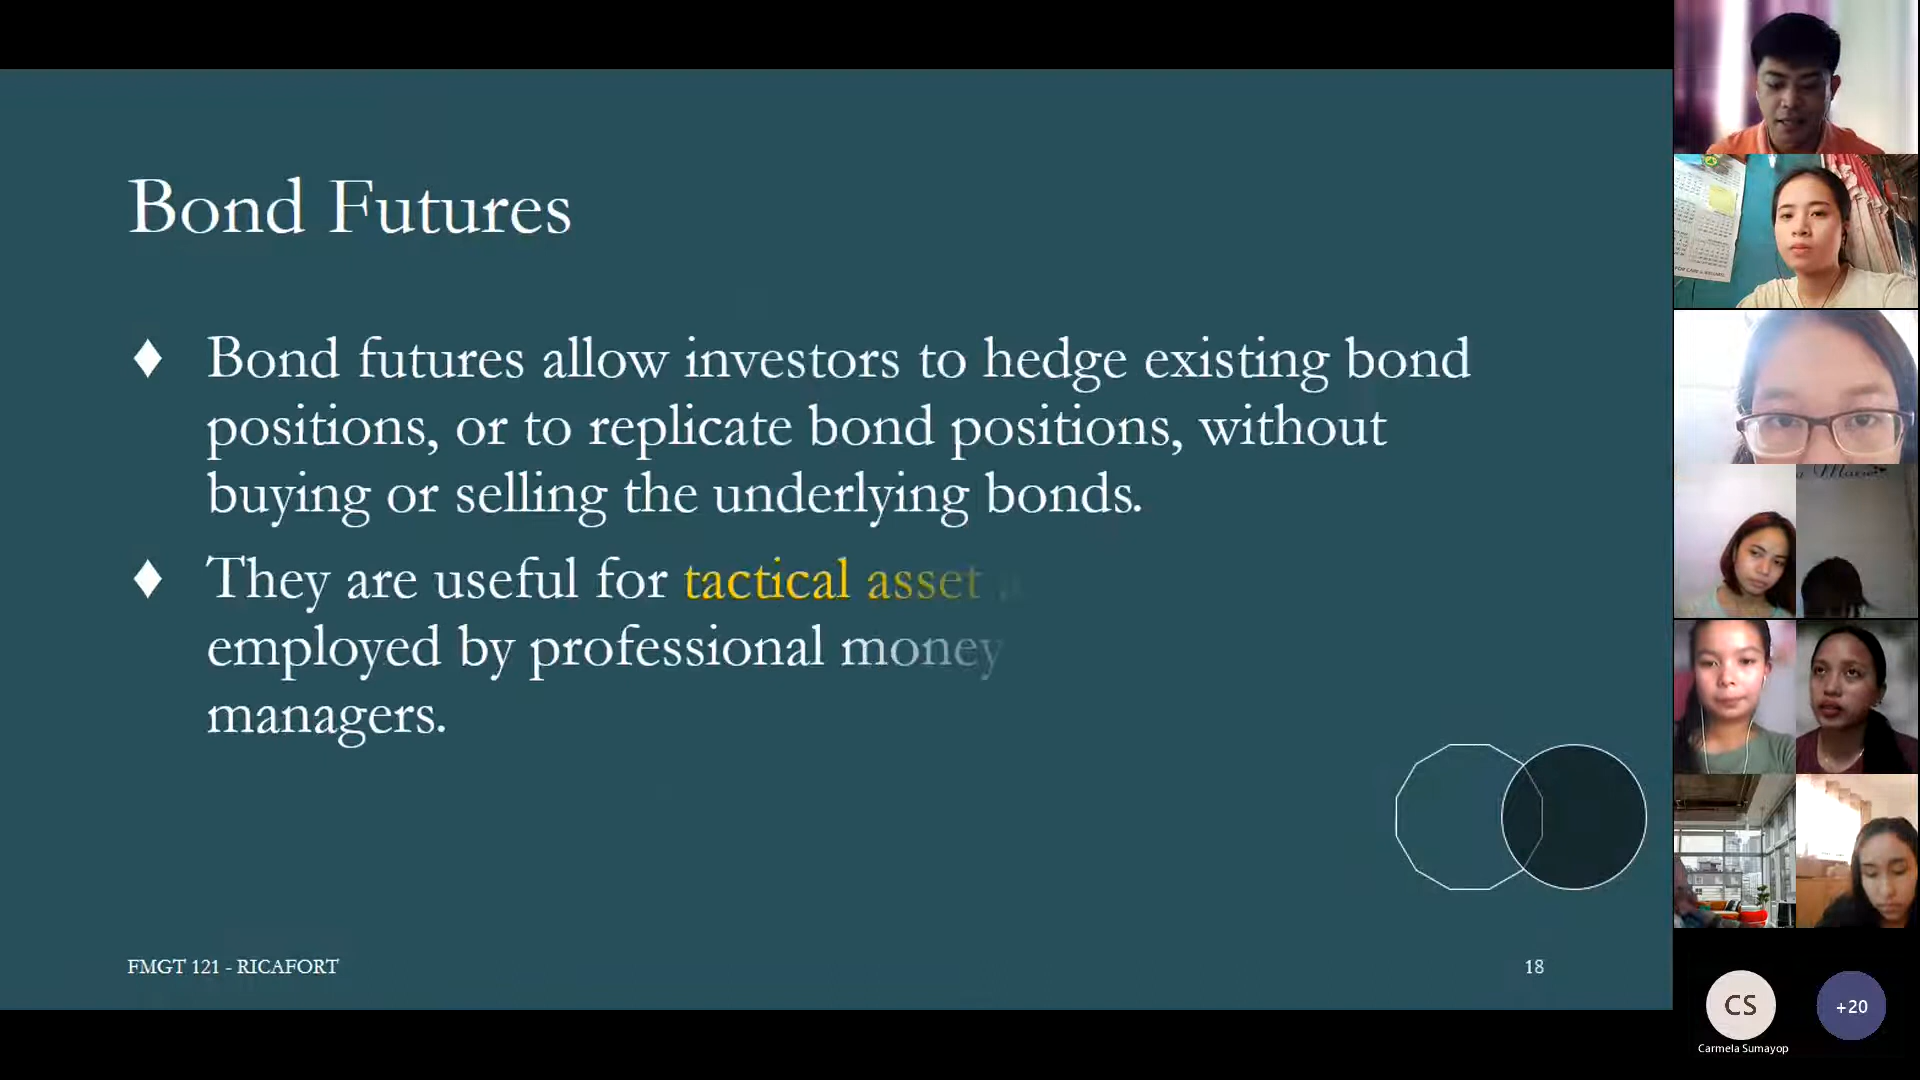 Bond Futures
♦ Bond futures allow investors to hedge existing bond
positions, or to replicate bond positions, without
buying or selling the underlying bonds.
♦ They are useful for tactical asset
employed by professional money
managers.
FMGT 121 - RICAFORT
18
CS
+20
Carmela Sumayop